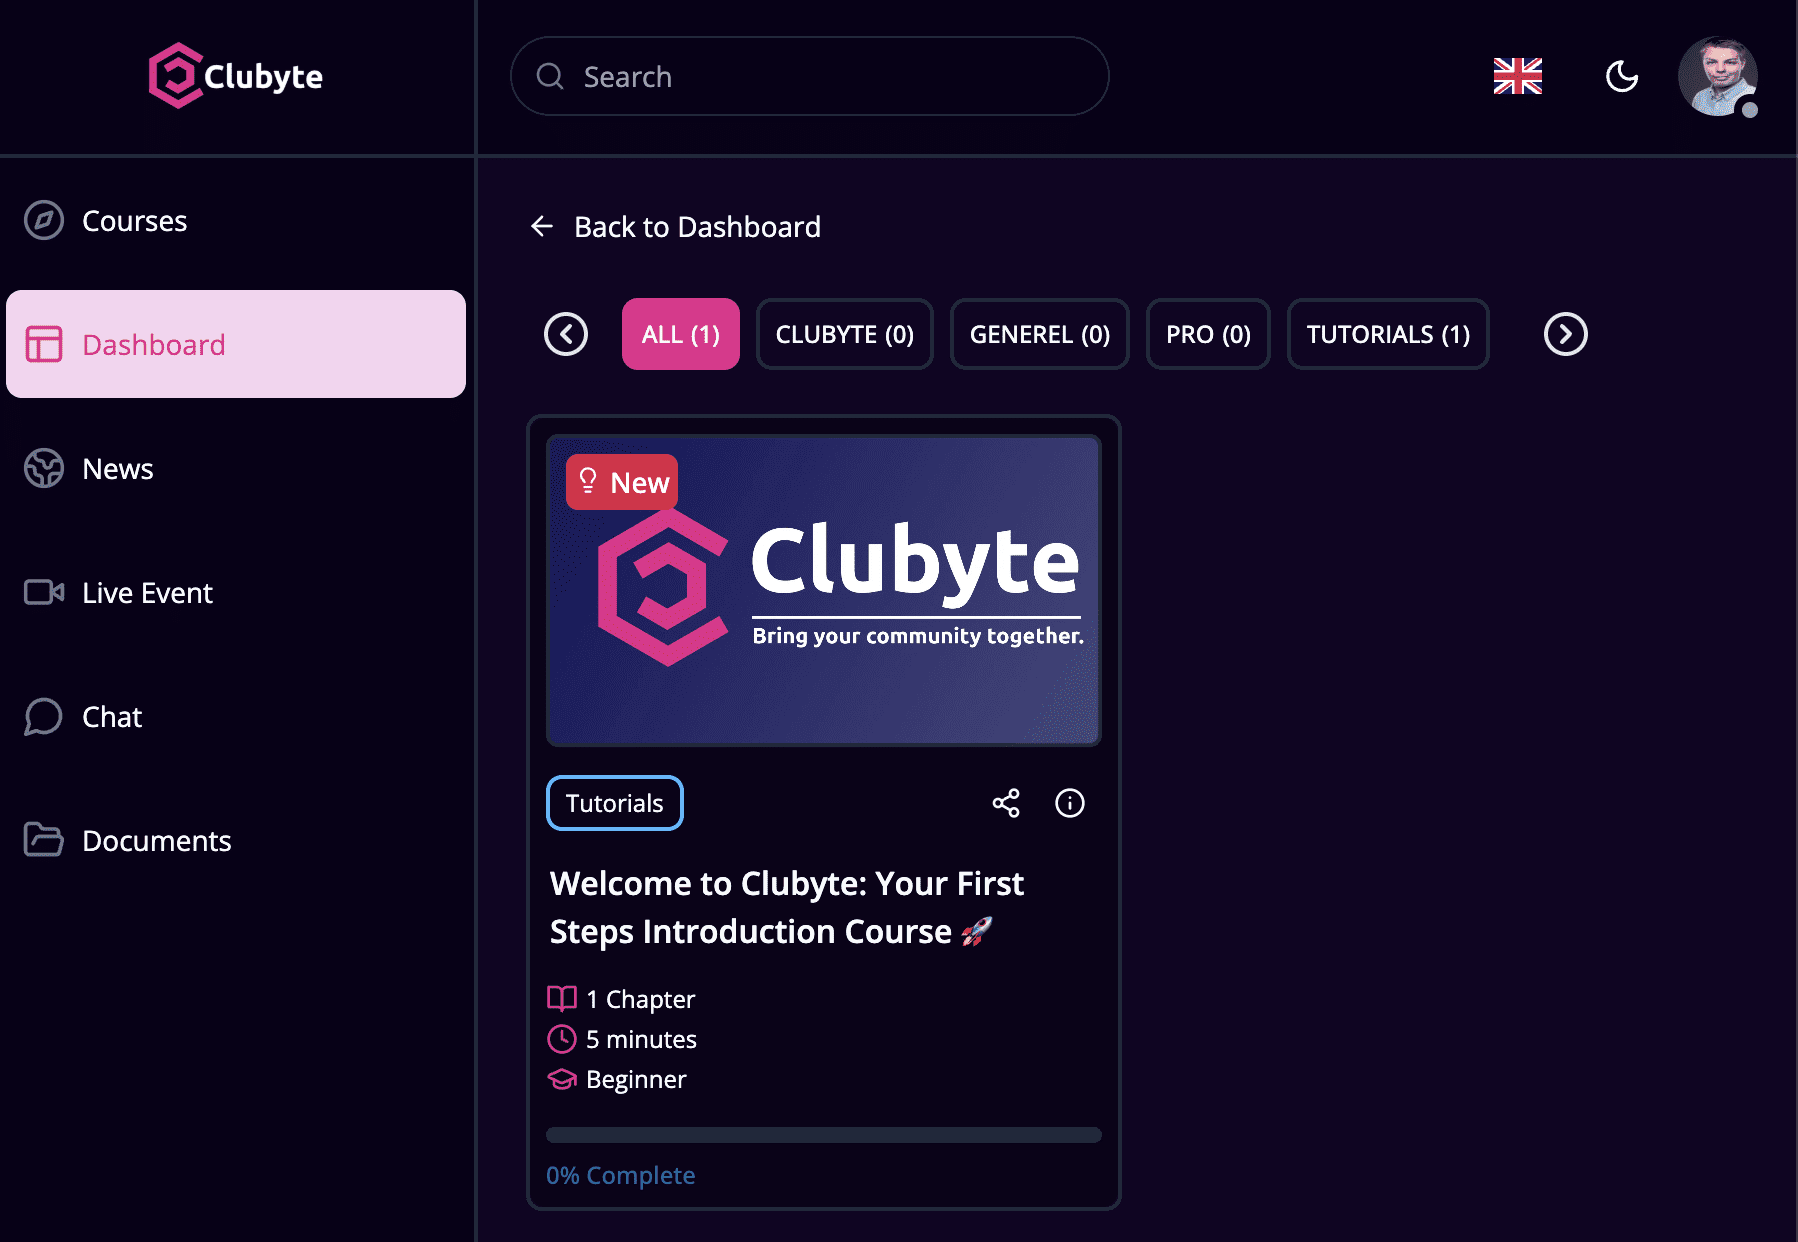 Clubyte
Search
Courses
Dashboard
News
Live Event
Chat
Documents
Back to Dashboard
ALL (1)
CLUBYTE (0)
GENEREL (0)
PRO (0)
TUTORIALS (1)
New
Clubyte
Bring your community together.
Tutorials
Welcome to Clubyte: Your First
Steps Introduction Course 🚀
1 Chapter
5 minutes
Beginner
0% Complete